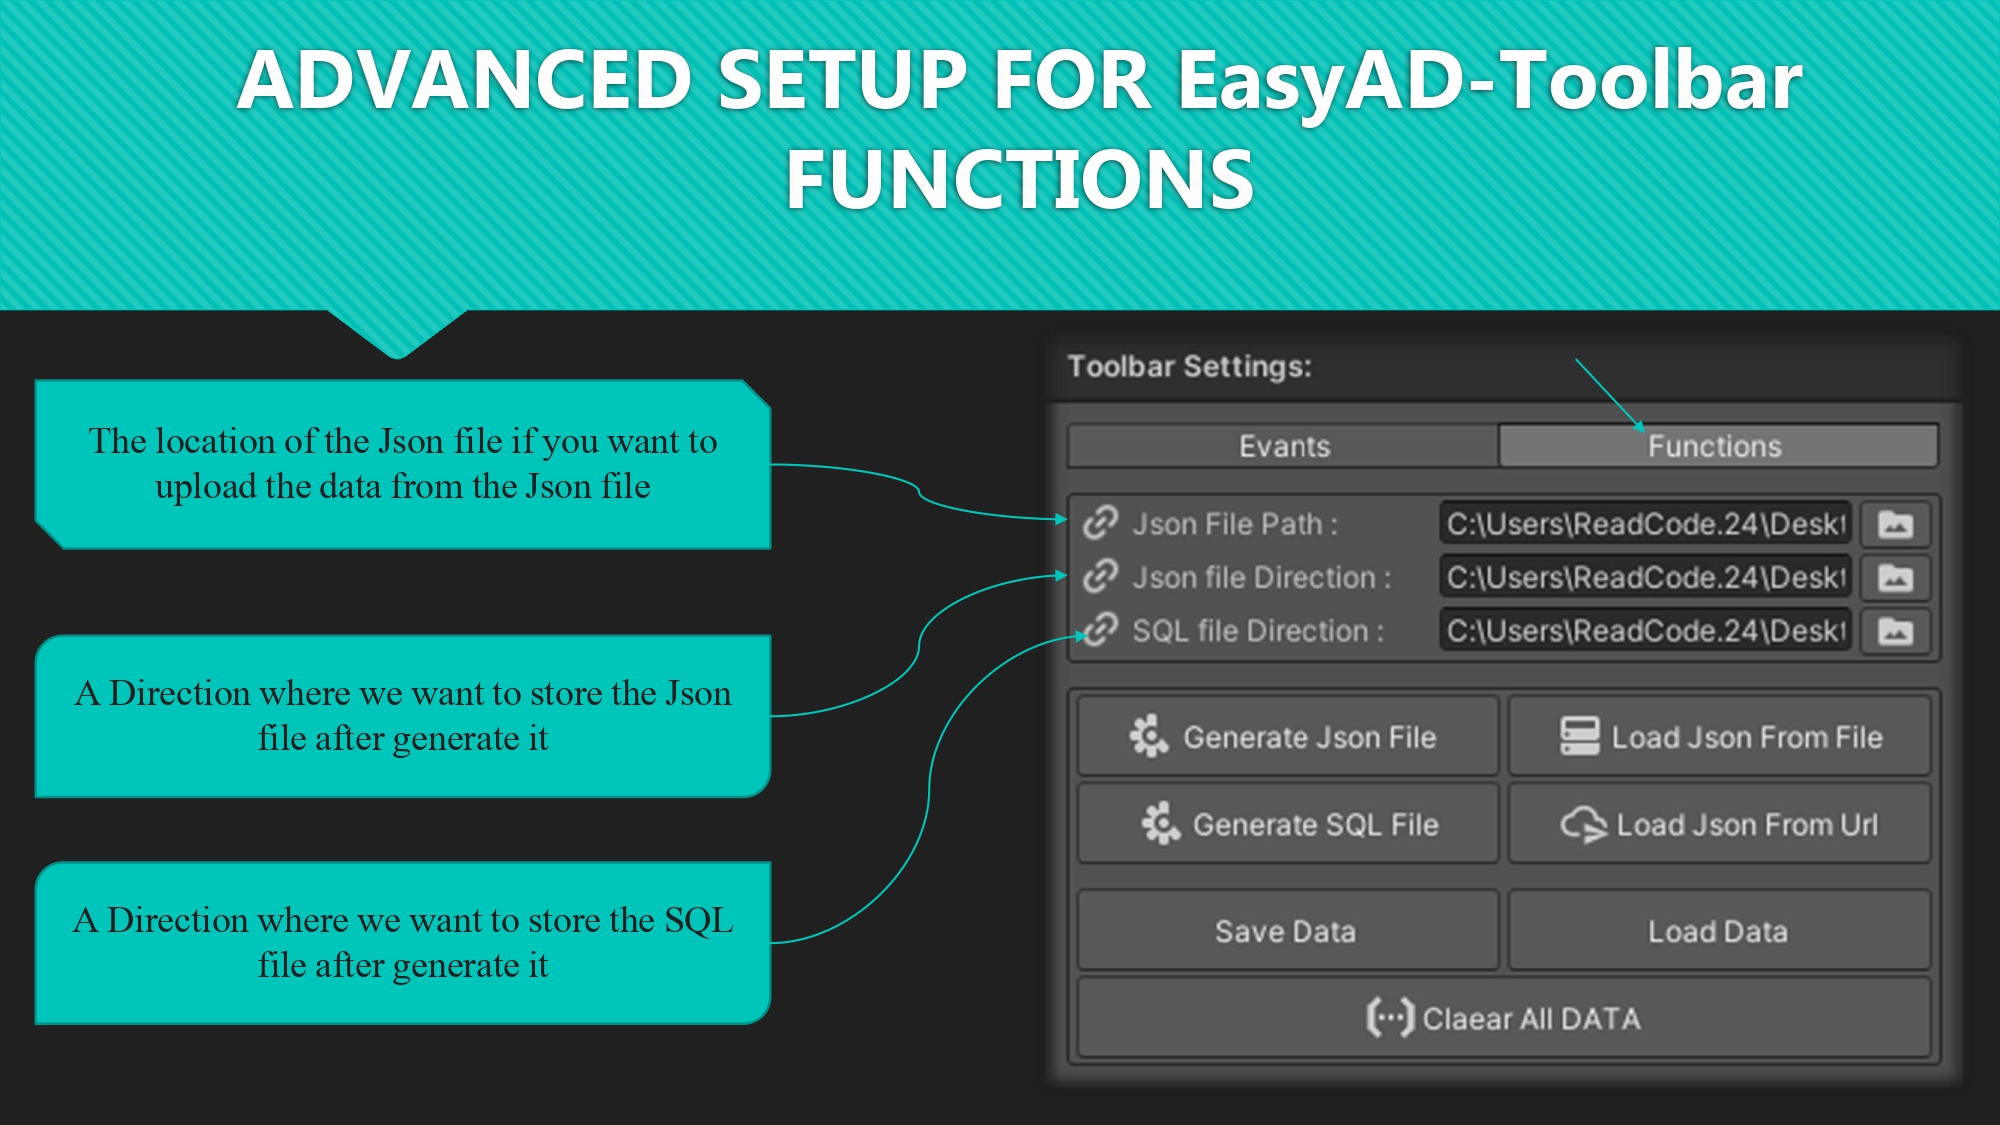 ADVANCED SETUP FOR EasyAD-Toolbar
FUNCTIONS
The location of the Json file if you want to
upload the data from the Json file
A Direction where we want to store the Json
file after generate it
A Direction where we want to store the SQL
file after generate it
Toolbar Settings:
Evants
Functions
Json File Path :
C:\Users\ReadCode.24\Deskt
Json file Direction :
C:\Users\ReadCode.24\Deskt
SQL file Direction :
C:\Users\ReadCode.24\Deskt
Generate Json File
Load Json From File
Generate SQL File
Load Json From Url
Save Data
Load Data
Claear All DATA